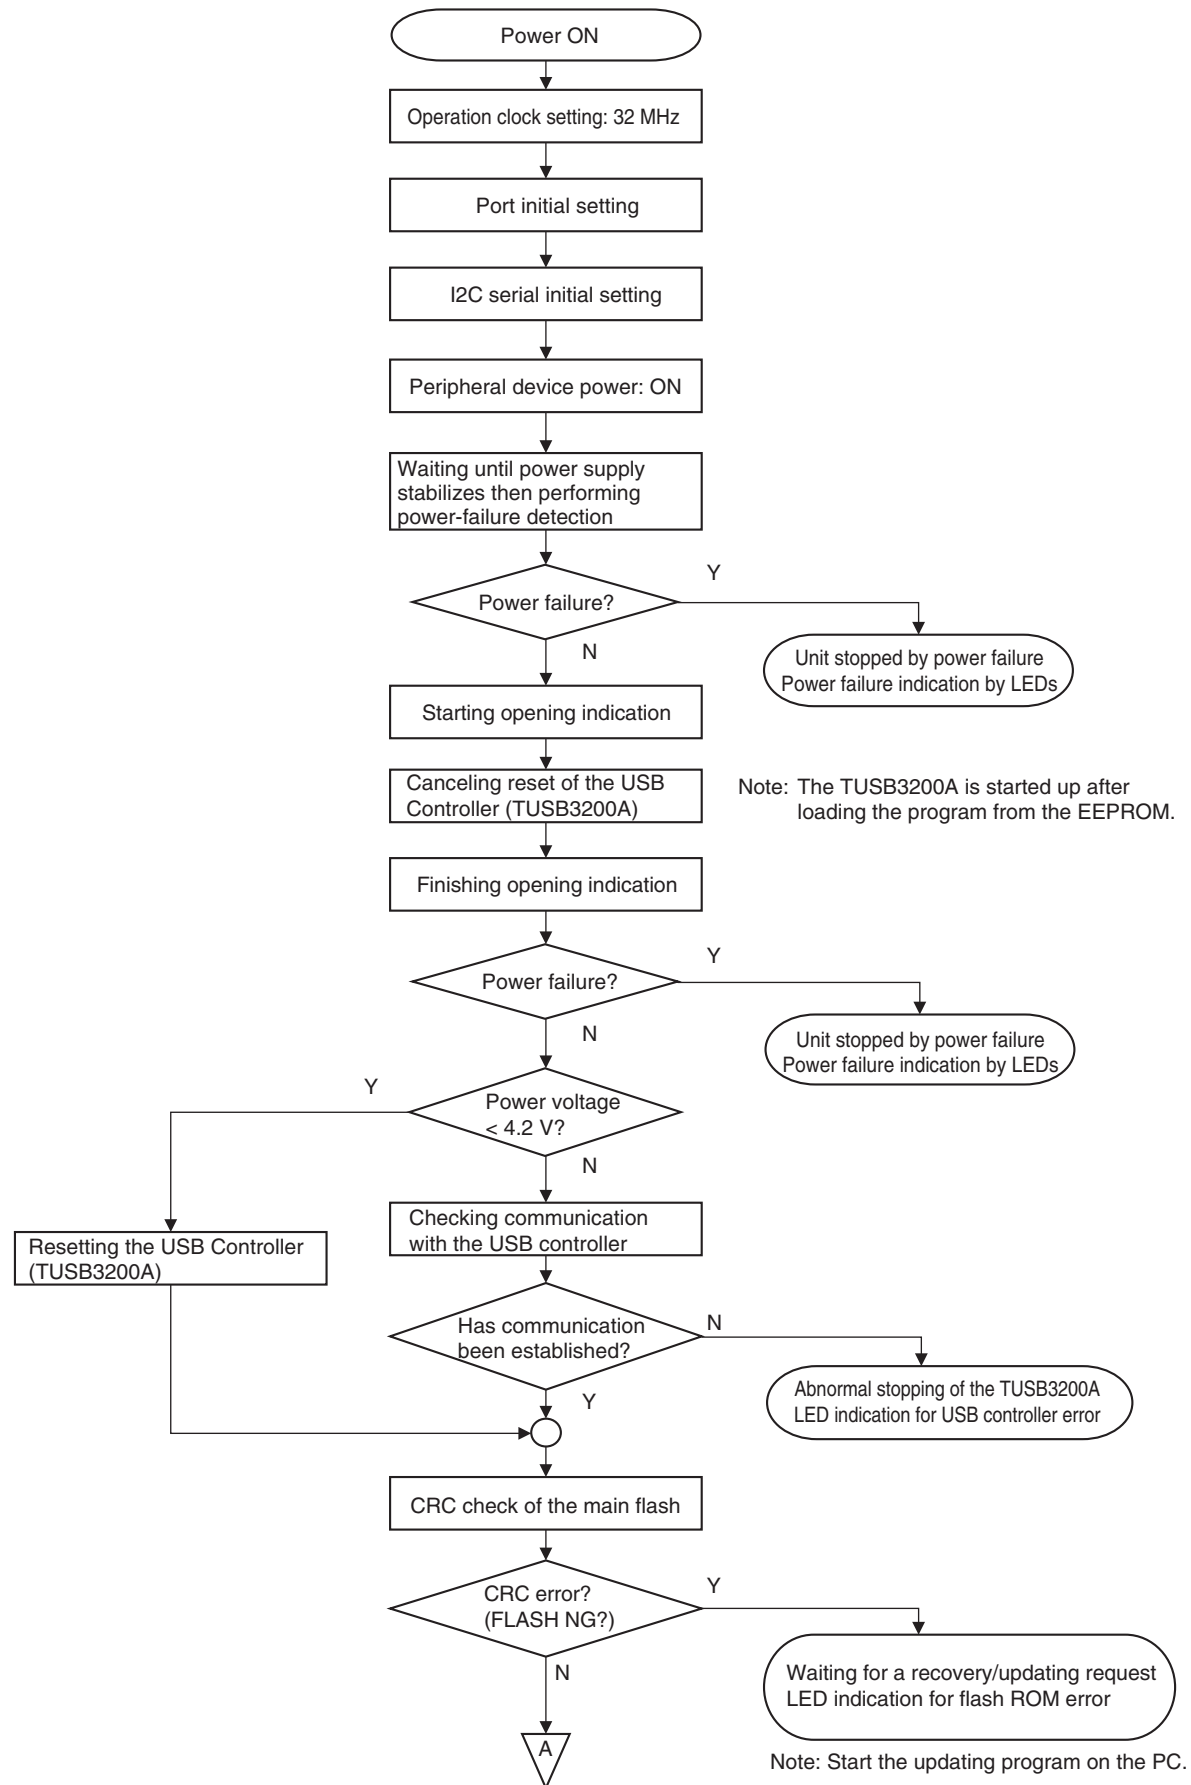 Power ON
Operation clock setting: 32 MHz
Port initial setting
I2C serial initial setting
Peripheral device power: ON
Waiting until power supply
stabilizes then performing
power-failure detection
Power failure?
Y
N
Unit stopped by power failure
Power failure indication by LEDs
Starting opening indication
Canceling reset of the USB
Controller (TUSB3200A)
Note: The TUSB3200A is started up after
loading the program from the EEPROM.
Finishing opening indication
Power failure?
Y
N
Unit stopped by power failure
Power failure indication by LEDs
Y
Power voltage
< 4.2 V?
N
Resetting the USB Controller
(TUSB3200A)
Checking communication
with the USB controller
Has communication
been established?
N
Y
Abnormal stopping of the TUSB3200A
LED indication for USB controller error
CRC check of the main flash
CRC error?
(FLASH NG?)
Y
N
Waiting for a recovery/updating request
LED indication for flash ROM error
A
Note: Start the updating program on the PC.